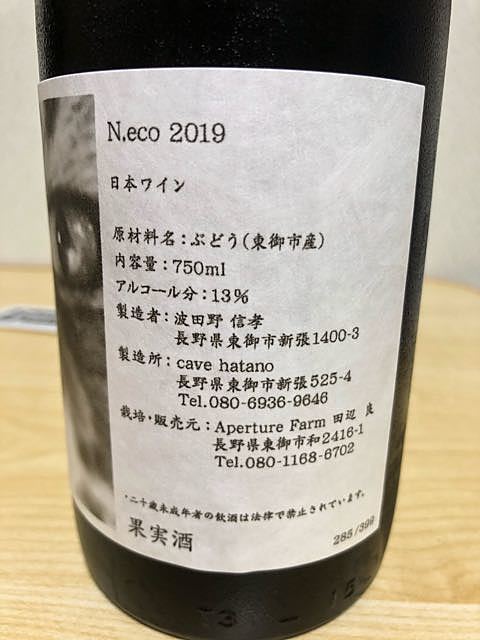 N.eco 2019
日本ワイン
原材料名：ぶどう（東御市産）
内容量：750ml
アルコール分：13%
製造者：波田野 信孝
長野県東御市新張1400-3
製造所：cave hatano
長野県東御市新張525-4
Tel.080-6936-9646
栽培・販売元：Aperture Farm 田辺 良
長野県東御市和2416-1
Tel.080-1168-6702
・二十歳未成年者の飲酒は法律で禁止されています。
果実酒
285/399